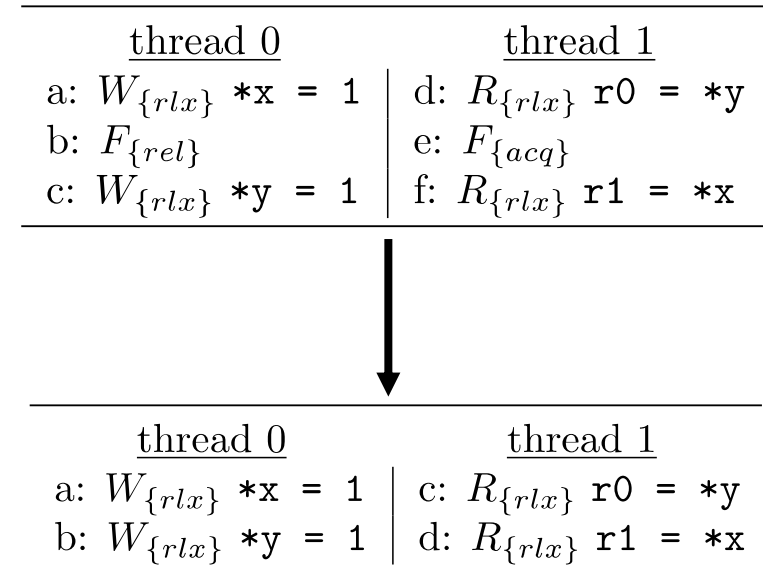 thread 0 thread 1
a: W{rlx} *x = 1 d: R{rlx} r0 = *y
b: F{rel} e: F{acq}
c: W{rlx} *y = 1 f: R{rlx} r1 = *x
thread 0 thread 1
a: W{rlx} *x = 1 c: R{rlx} r0 = *y
b: W{rlx} *y = 1 d: R{rlx} r1 = *x